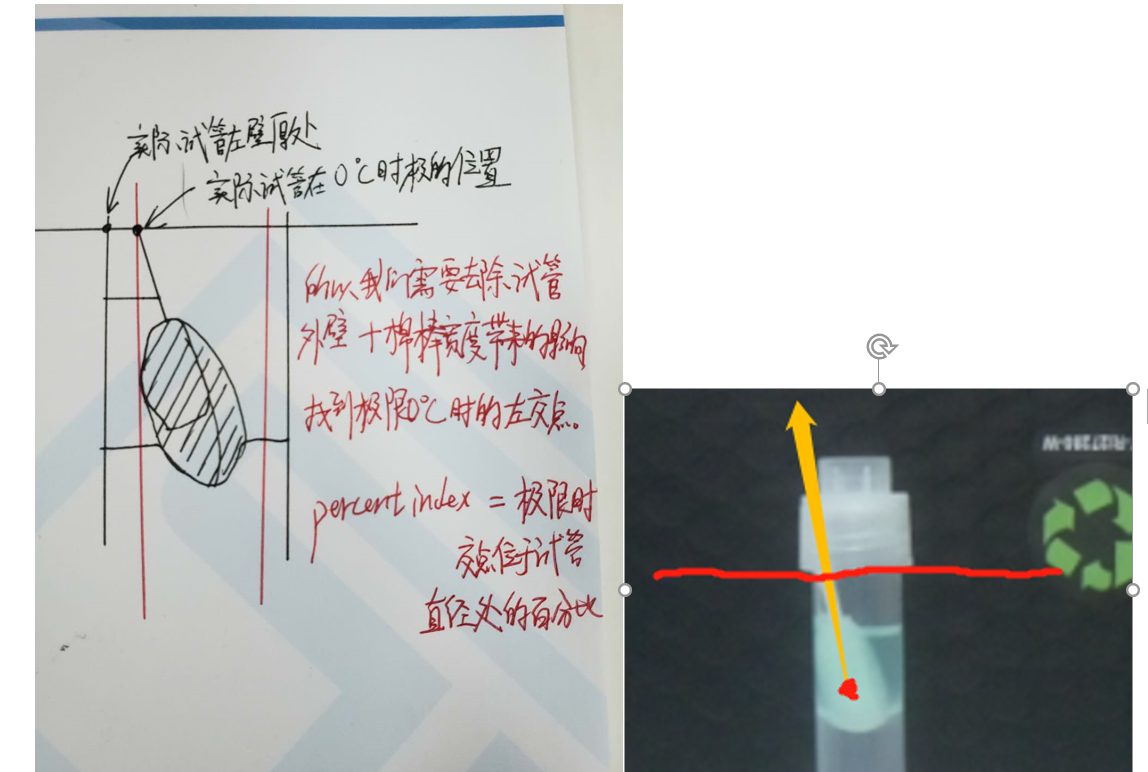 实际试管左壁原处
实际试管在0℃时极的位置
所以我们需要去除试管
外壁+棉棒宽度带来的影响
找到极限0℃时的左交点。
percent index = 极限时
交点位于试管
直径处的百分比